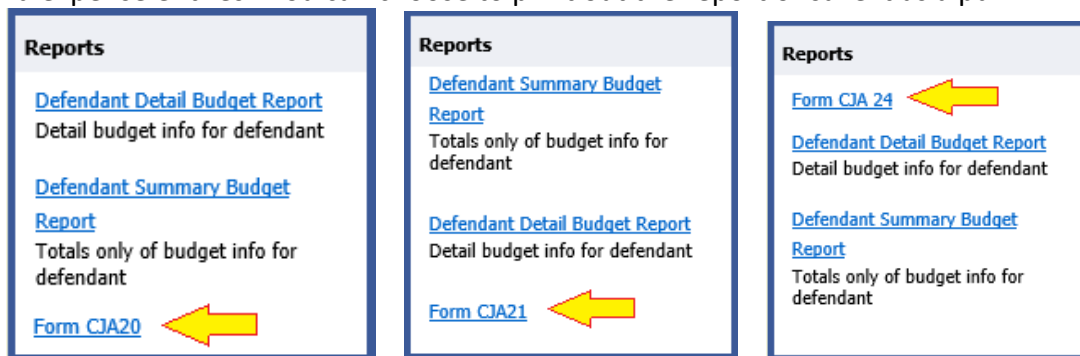 Reports
Defendant Detail Budget Report
Detail budget info for defendant
Defendant Summary Budget
Report
Totals only of budget info for
defendant
Form CJA20
Reports
Defendant Summary Budget
Report
Totals only of budget info for
defendant
Defendant Detail Budget Report
Detail budget info for defendant
Form CJA21
Reports
Form CJA 24
Defendant Detail Budget Report
Detail budget info for defendant
Defendant Summary Budget
Report
Totals only of budget info for
defendant